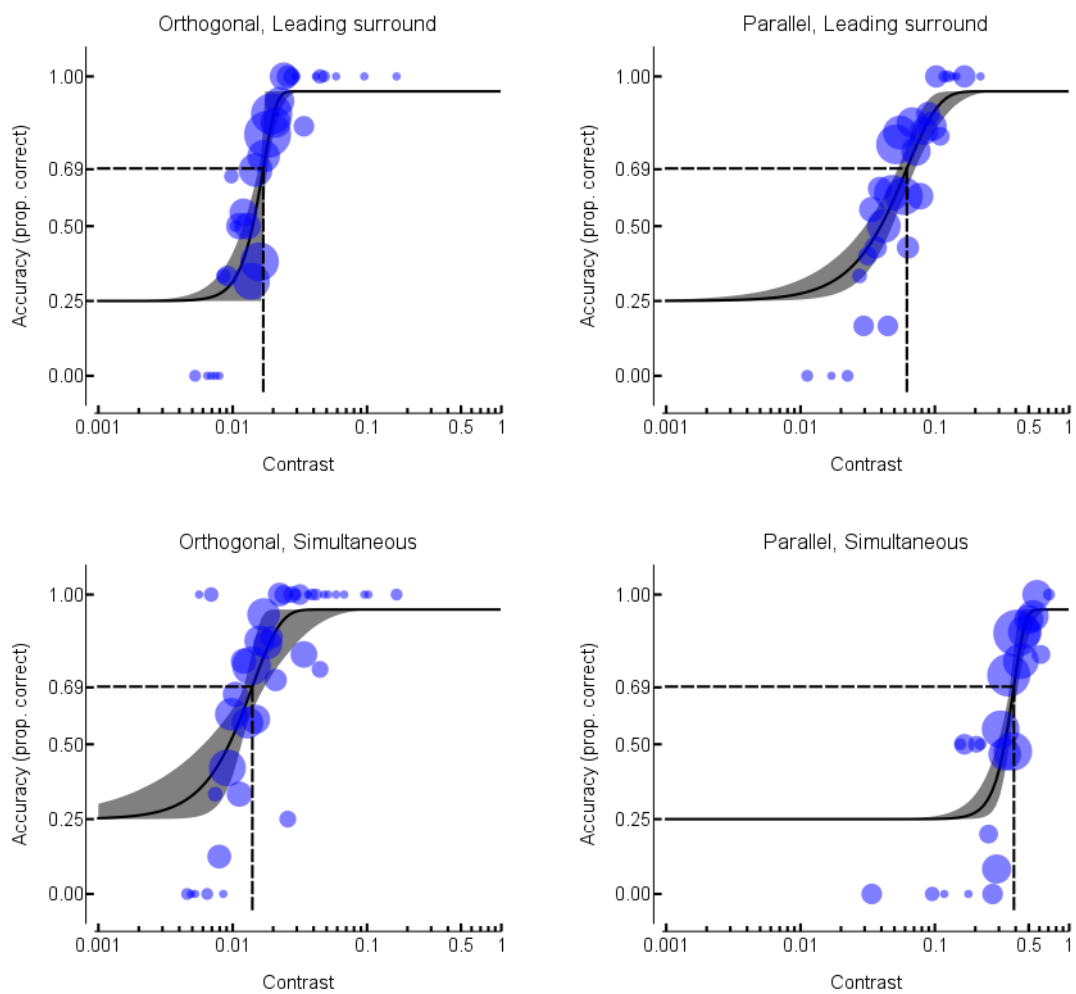 Orthogonal, Leading surround
Accuracy (prop. correct)
1.00
0.69
0.50
0.25
0.00
0.001 0.01 0.1 0.5 1
Contrast
Parallel, Leading surround
Accuracy (prop. correct)
1.00
0.69
0.50
0.25
0.00
0.001 0.01 0.1 0.5 1
Contrast
Orthogonal, Simultaneous
Accuracy (prop. correct)
1.00
0.69
0.50
0.25
0.00
0.001 0.01 0.1 0.5 1
Contrast
Parallel, Simultaneous
Accuracy (prop. correct)
1.00
0.69
0.50
0.25
0.00
0.001 0.01 0.1 0.5 1
Contrast